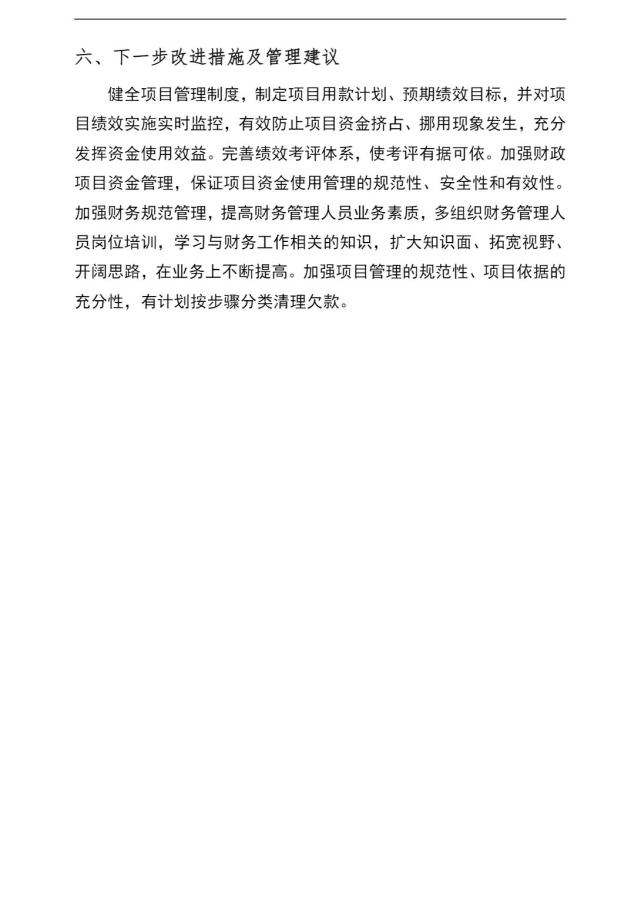 六、下一步改进措施及管理建议
健全项目管理制度，制定项目用款计划、预期绩效目标，并对项
目绩效实施实时监控，有效防止项目资金挤占、挪用现象发生，充分
发挥资金使用效益。完善绩效考评体系，使考评有据可依。加强财政
项目资金管理，保证项目资金使用管理的规范性、安全性和有效性。
加强财务规范管理，提高财务管理人员业务素质，多组织财务管理人
员岗位培训，学习与财务工作相关的知识，扩大知识面、拓宽视野、
开阔思路，在业务上不断提高。加强项目管理的规范性、项目依据的
充分性，有计划按步骤分类清理欠款。